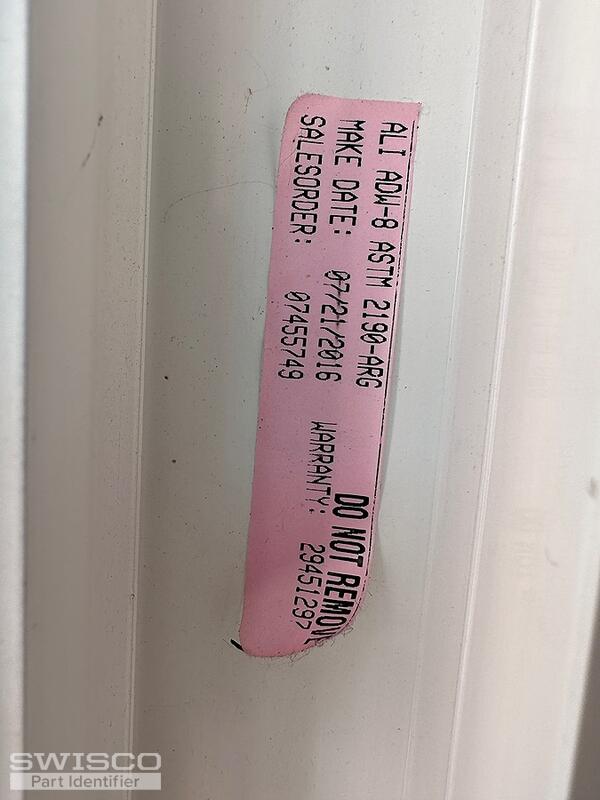 ALI ADW-8 ASTM 2190-ARG
MAKE DATE: 07/21/2016
SALESORDER: 07455749
DO NOT REMOVE
WARRANTY: 29451297
SWISCO
Part Identifier